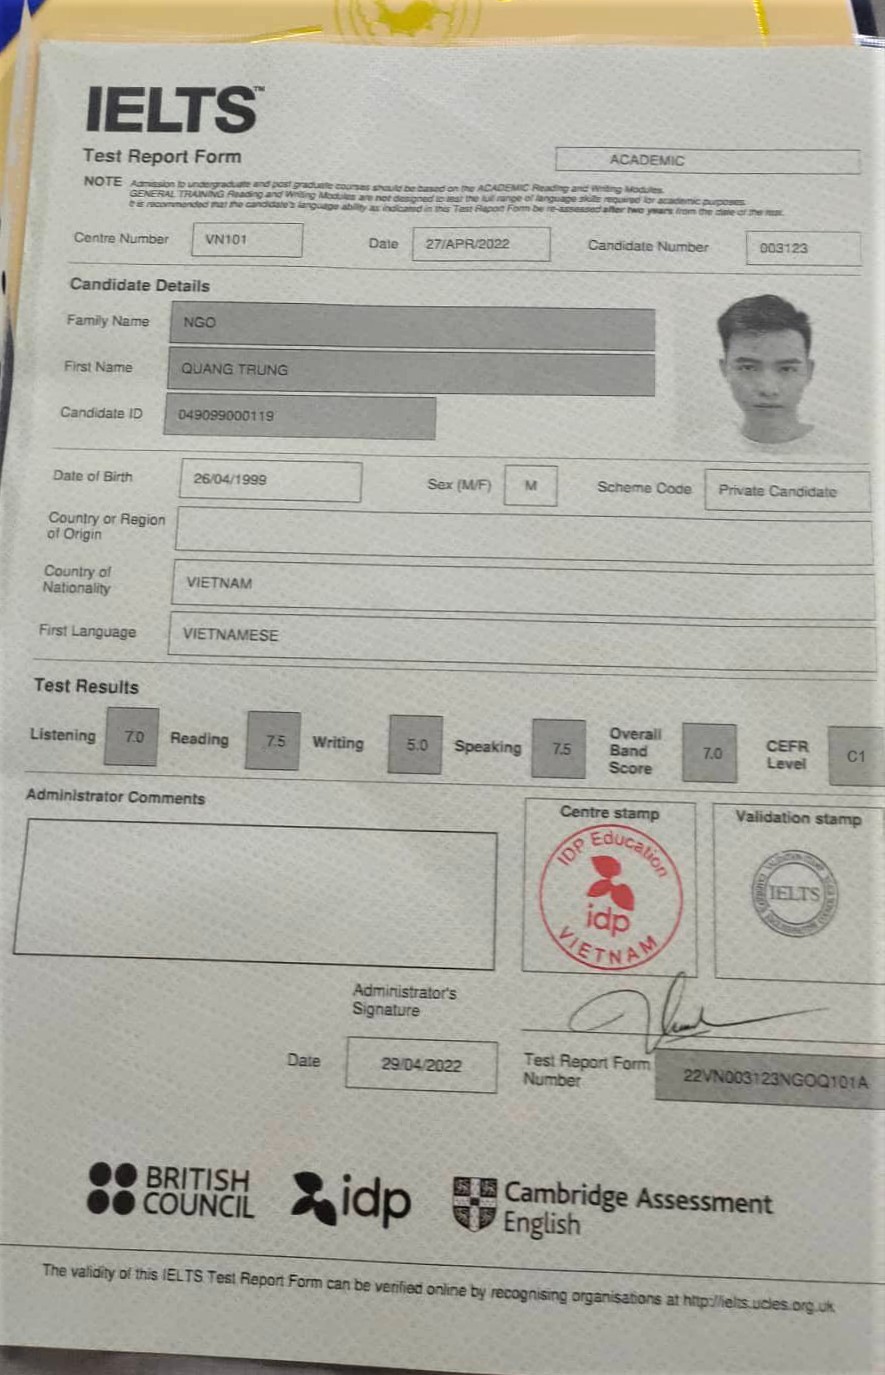 IELTS™
Test Report Form
ACADEMIC
NOTE Admission to undergraduate and post graduate courses should be based on the ACADEMIC Reading and Writing Modules.
GENERAL TRAINING Reading and Writing Modules are not designed to test the full range of language skills required for academic purposes.
It is recommended that the candidate's language ability as indicated in this Test Report Form be re-assessed after two years from the date of the test.
Centre Number VN101 Date 27/APR/2022 Candidate Number 003123
Candidate Details
Family Name NGO
First Name QUANG TRUNG
Candidate ID 049099000119
Date of Birth 26/04/1999 Sex (M/F) M Scheme Code Private Candidate
Country or Region
of Origin
Country of
Nationality VIETNAM
First Language VIETNAMESE
Test Results
Listening 7.0 Reading 7.5 Writing 5.0 Speaking 7.5 Overall Band Score 7.0 CEFR Level C1
Administrator Comments
Centre stamp
IDP Education
idp
VIETNAM
Validation stamp
IELTS
Administrator's
Signature
Date 29/04/2022
Test Report Form
Number 22VN003123NGOQ101A
BRITISH
COUNCIL
idp
Cambridge Assessment
English
The validity of this IELTS Test Report Form can be verified online by recognising organisations at http://ielts.ucles.org.uk